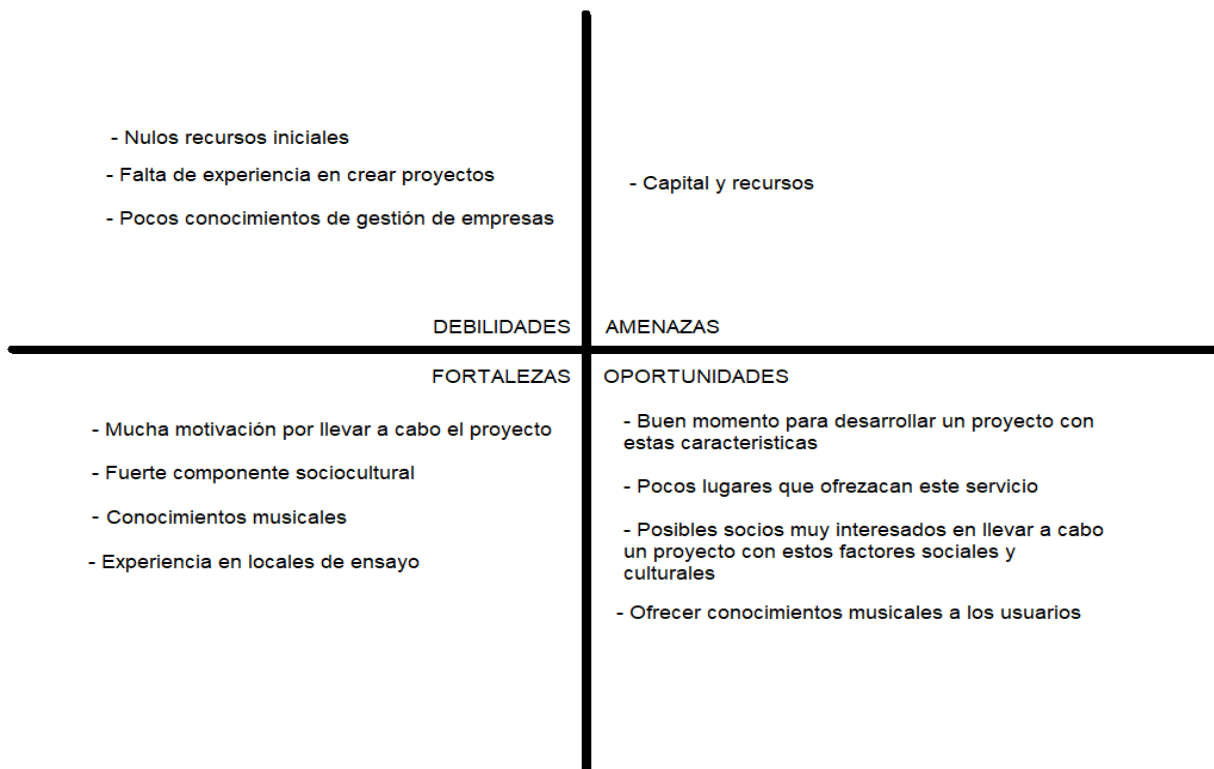 - Nulos recursos iniciales
- Falta de experiencia en crear proyectos
- Pocos conocimientos de gestión de empresas
DEBILIDADES
- Capital y recursos
AMENAZAS
FORTALEZAS
- Mucha motivación por llevar a cabo el proyecto
- Fuerte componente sociocultural
- Conocimientos musicales
- Experiencia en locales de ensayo
OPORTUNIDADES
- Buen momento para desarrollar un proyecto con
estas caracteristicas
- Pocos lugares que ofrezacan este servicio
- Posibles socios muy interesados en llevar a cabo
un proyecto con estos factores sociales y
culturales
- Ofrecer conocimientos musicales a los usuarios